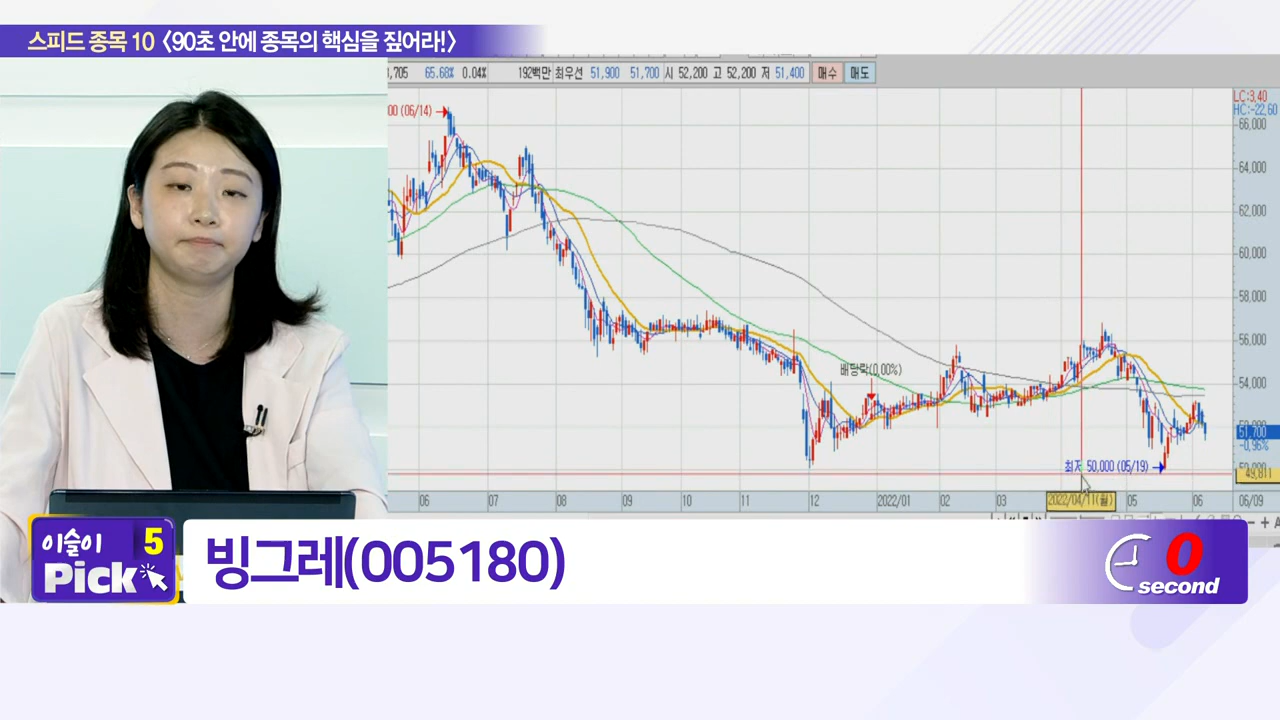 스피드 종목 10 〈90초 안에 종목의 핵심을 짚어라!〉
,705 65.68% 0.04% 192백만 최우선 51,900 51,700 시 52,200 고 52,200 저 51,400 매수 매도
00 (06/14)
LC:3.40
HC:-22.60
66,000
64,000
62,000
60,000
58,000
56,000
배당락(0.00%)
54,000
51,700
-0.96%
최저 50,000 (05/19)
49,811
06 07 08 09 10 11 12 2022/01 02 03 2022/04/11(월) 05 06 06/09
이슬이 5
Pick
빙그레(005180)
0
second